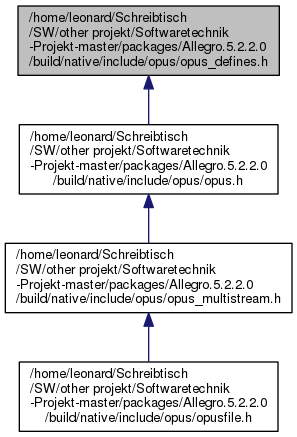 /home/leonard/Schreibtisch
/SW/other projekt/Softwaretechnik
-Projekt-master/packages/Allegro.5.2.2.0
/build/native/include/opus/opus_defines.h
/home/leonard/Schreibtisch
/SW/other projekt/Softwaretechnik
-Projekt-master/packages/Allegro.5.2.2.0
/build/native/include/opus/opus.h
/home/leonard/Schreibtisch
/SW/other projekt/Softwaretechnik
-Projekt-master/packages/Allegro.5.2.2.0
/build/native/include/opus/opus_multistream.h
/home/leonard/Schreibtisch
/SW/other projekt/Softwaretechnik
-Projekt-master/packages/Allegro.5.2.2.0
/build/native/include/opus/opusfile.h